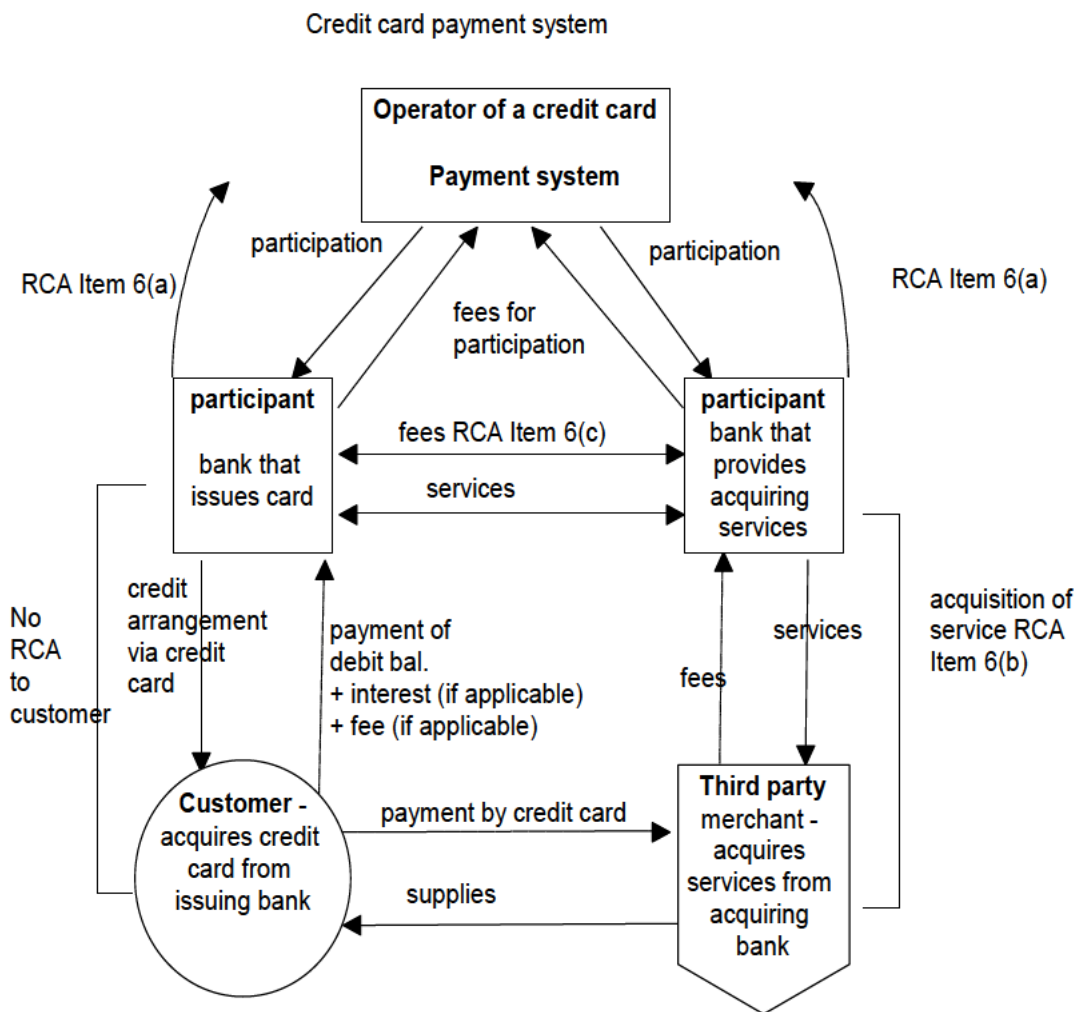 Credit card payment system
Operator of a credit card
Payment system
participation
participation
RCA Item 6(a)
RCA Item 6(a)
fees for
participation
participant
bank that
issues card
fees RCA Item 6(c)
services
participant
bank that
provides
acquiring
services
No
RCA
to
customer
credit
arrangement
via credit
card
payment of
debit bal.
+ interest (if applicable)
+ fee (if applicable)
fees
services
acquisition of
service RCA
Item 6(b)
Customer -
acquires credit
card from
issuing bank
payment by credit card
supplies
Third party
merchant -
acquires
services from
acquiring
bank